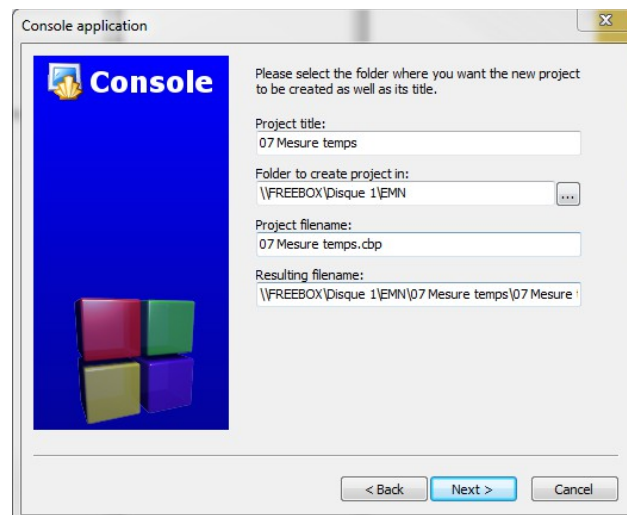 Console application
Console
Please select the folder where you want the new project
to be created as well as its title.
Project title:
07 Mesure temps
Folder to create project in:
\\FREEBOX\Disque 1\EMN
...
Project filename:
07 Mesure temps.cbp
Resulting filename:
\\FREEBOX\Disque 1\EMN\07 Mesure temps\07 Mesure
< Back
Next >
Cancel